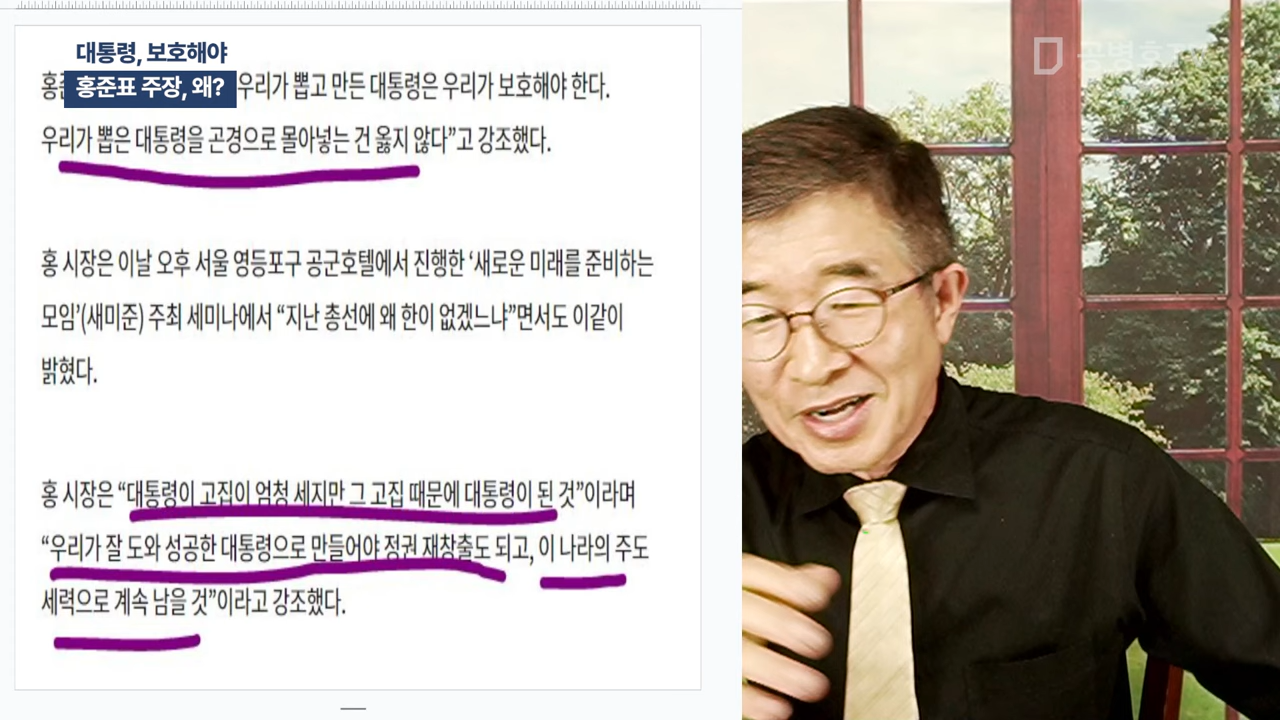 대통령, 보호해야
홍준표 주장, 왜?
우리가 뽑고 만든 대통령은 우리가 보호해야 한다.
우리가 뽑은 대통령을 곤경으로 몰아넣는 건 옳지 않다”고 강조했다.
홍 시장은 이날 오후 서울 영등포구 공군호텔에서 진행한 ‘새로운 미래를 준비하는
모임’(새미준) 주최 세미나에서 “지난 총선에 왜 한이 없겠느냐”면서도 이같이
밝혔다.
홍 시장은 “대통령이 고집이 엄청 세지만 그 고집 때문에 대통령이 된 것”이라며
“우리가 잘 도와 성공한 대통령으로 만들어야 정권 재창출도 되고, 이 나라의 주도
세력으로 계속 남을 것”이라고 강조했다.